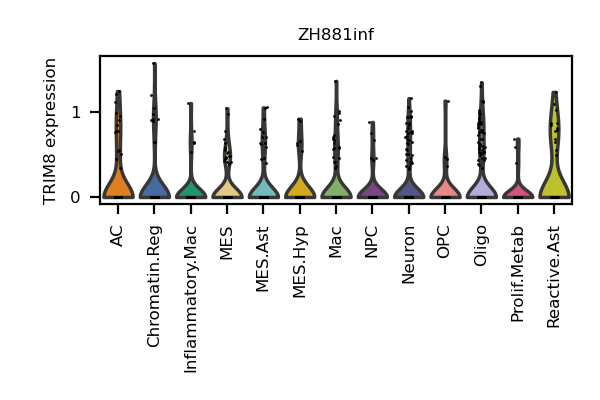 ZH881inf
TRIM8 expression
1
0
AC
Chromatin.Reg
Inflammatory.Mac
MES
MES.Ast
MES.Hyp
Mac
NPC
Neuron
OPC
Oligo
Prolif.Metab
Reactive.Ast